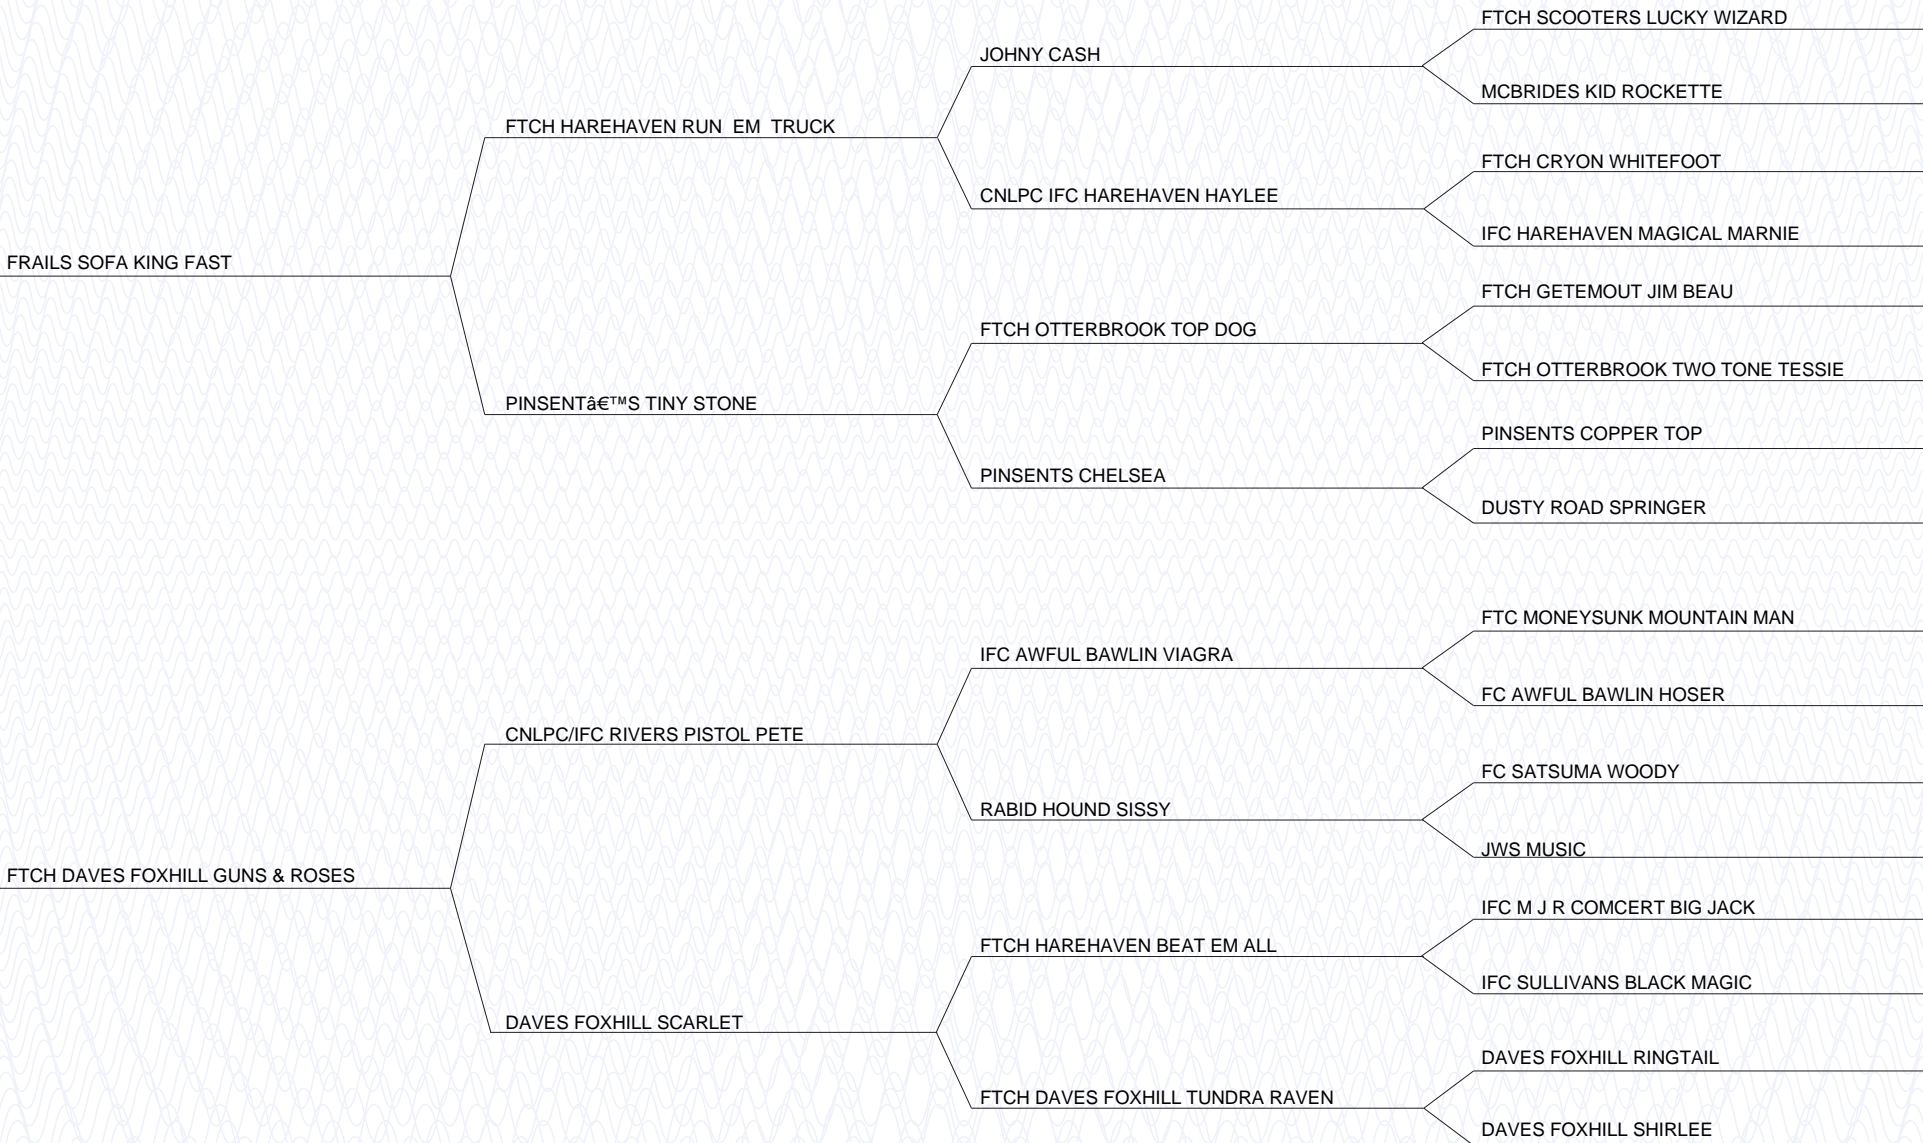 FTCH SCOOTERS LUCKY WIZARD
JOHNY CASH
MCBRIDES KID ROCKETTE
FTCH HAREHAVEN RUN  EM  TRUCK
FTCH CRYON WHITEFOOT
CNLPC IFC HAREHAVEN HAYLEE
IFC HAREHAVEN MAGICAL MARNIE
FRAILS SOFA KING FAST
FTCH GETEMOUT JIM BEAU
FTCH OTTERBROOK TOP DOG
FTCH OTTERBROOK TWO TONE TESSIE
PINSENT’S TINY STONE
PINSENTS COPPER TOP
PINSENTS CHELSEA
DUSTY ROAD SPRINGER
FTC MONEYSUNK MOUNTAIN MAN
IFC AWFUL BAWLIN VIAGRA
FC AWFUL BAWLIN HOSER
CNLPC/IFC RIVERS PISTOL PETE
FC SATSUMA WOODY
RABID HOUND SISSY
JWS MUSIC
FTCH DAVES FOXHILL GUNS & ROSES
IFC M J R COMCERT BIG JACK
FTCH HAREHAVEN BEAT EM ALL
IFC SULLIVANS BLACK MAGIC
DAVES FOXHILL SCARLET
DAVES FOXHILL RINGTAIL
FTCH DAVES FOXHILL TUNDRA RAVEN
DAVES FOXHILL SHIRLEE